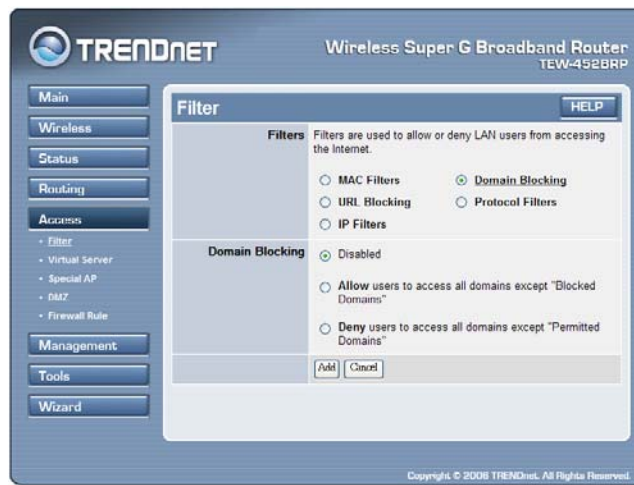 TRENDNET
Wireless Super G Broadband Router
TEW-452BRP
Main
Wireless
Status
Routing
Access
Filter
Virtual Server
Special AP
DMZ
Firewall Rule
Management
Tools
Wizard
Filter
HELP
Filters
Filters are used to allow or deny LAN users from accessing
the Internet.
MAC Filters
Domain Blocking
URL Blocking
Protocol Filters
IP Filters
Domain Blocking
Disabled
Allow users to access all domains except "Blocked
Domains"
Deny users to access all domains except "Permitted
Domains"
Add
Cancel
Copyright © 2006 TRENDnet. All Rights Reserved.